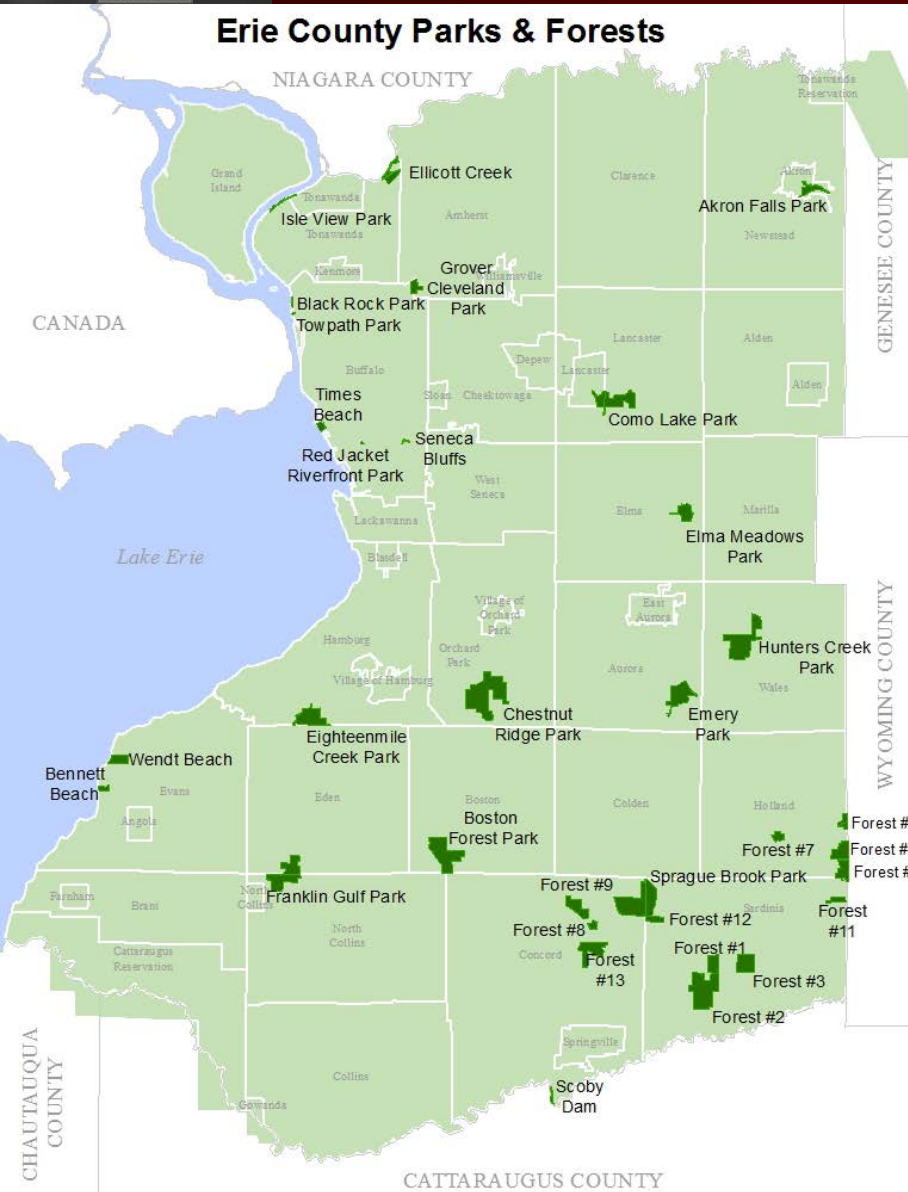 Erie County Parks & Forests
NIAGARA COUNTY
Tonawanda
Reservation
Grand
Island
Ellicott Creek
Clarence
Akron
Tonawanda
Isle View Park
Tonawanda
Amherst
Akron Falls Park
Newstead
GENESEE COUNTY
Kenmore
Grover
Cleveland
Park
Williamsville
CANADA
Black Rock Park
Towpath Park
Buffalo
Depew
Lancaster
Lancaster
Alden
Alden
Times
Beach
Sloan
Cheektowaga
Como Lake Park
Red Jacket
Riverfront Park
Seneca
Bluffs
West
Seneca
Lackawanna
Elma
Marilla
Elma Meadows
Park
Lake Erie
Blasdell
Village of
Orchard
Park
East
Aurora
Hamburg
Orchard
Park
Village of Hamburg
Aurora
Hunters Creek
Park
Wales
WYOMING COUNTY
Chestnut
Ridge Park
Emery
Park
Eighteenmile
Creek Park
Wendt Beach
Bennett
Beach
Evans
Angola
Eden
Boston
Boston
Forest Park
Colden
Holland
Forest #
Forest #7
Forest #
Forest #
Franklin Gulf Park
North
Collins
Farnham
Brant
Forest #9
Sprague Brook Park
Forest #12
Sardinia
Forest
#11
Forest #8
North
Collins
Cattaraugus
Reservation
Concord
Forest
#13
Forest #1
Forest #3
Forest #2
Springville
CHAUTAUQUA
COUNTY
Collins
Gowanda
Scoby
Dam
CATTARAUGUS COUNTY